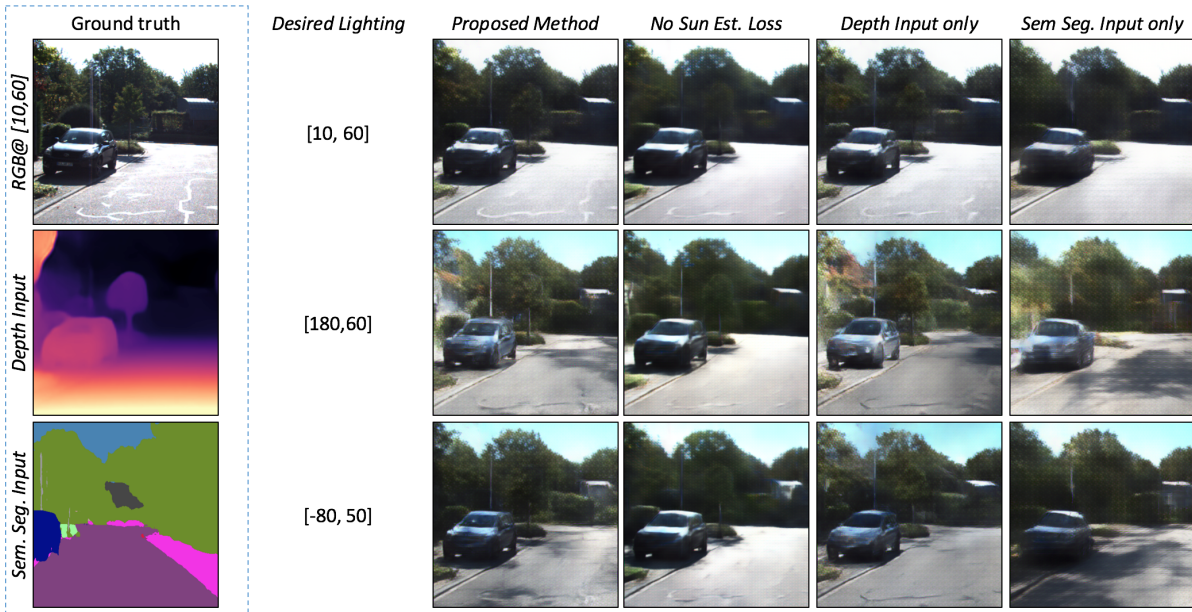 Ground truth
Desired Lighting
Proposed Method
No Sun Est. Loss
Depth Input only
Sem Seg. Input only
RGB@ [10,60]
[10, 60]
Depth Input
[180,60]
Sem. Seg. Input
[-80, 50]